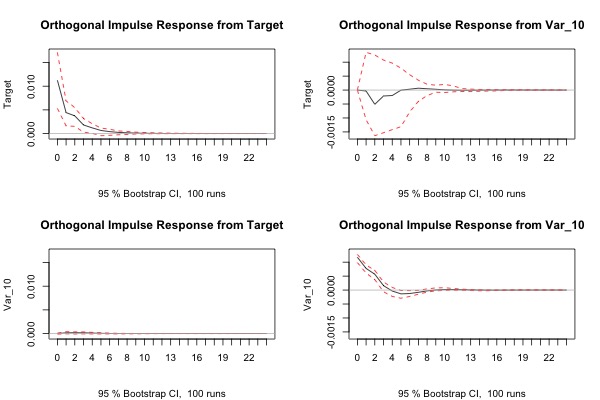 Orthogonal Impulse Response from Target
Target
0.000 0.010
0 2 4 6 8 10 13 16 19 22
95 % Bootstrap CI, 100 runs
Orthogonal Impulse Response from Var_10
Target
-0.0015 0.0000
0 2 4 6 8 10 13 16 19 22
95 % Bootstrap CI, 100 runs
Orthogonal Impulse Response from Target
Var_10
0.000 0.010
0 2 4 6 8 10 13 16 19 22
95 % Bootstrap CI, 100 runs
Orthogonal Impulse Response from Var_10
Var_10
-0.0015 0.0000
0 2 4 6 8 10 13 16 19 22
95 % Bootstrap CI, 100 runs